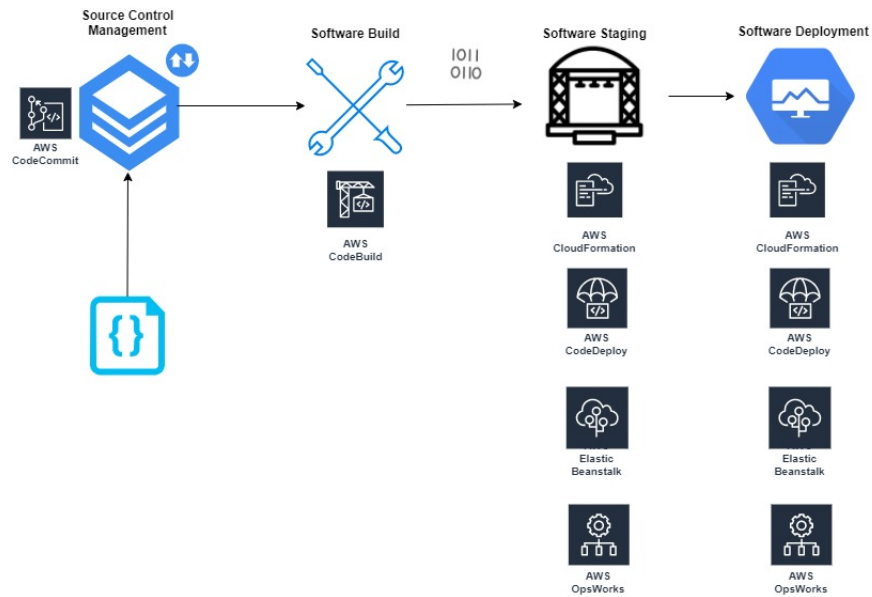 Source Control
Management
Software Build
Software Staging
Software Deployment
1011
0110
AWS
CodeCommit
{ }
AWS
CodeBuild
AWS
CloudFormation
AWS
CloudFormation
AWS
CodeDeploy
AWS
CodeDeploy
Elastic
Beanstalk
Elastic
Beanstalk
AWS
OpsWorks
AWS
OpsWorks